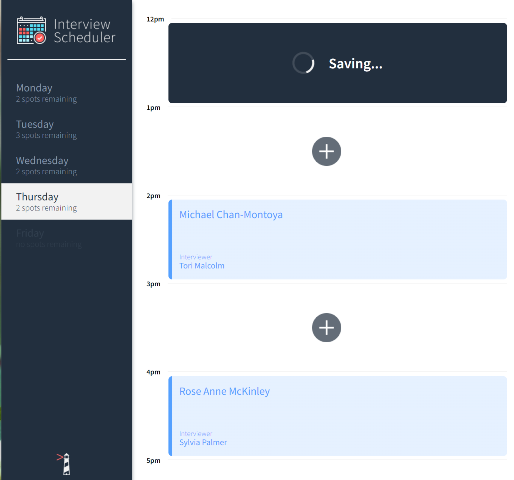 Interview
Scheduler
Monday
2 spots remaining
Tuesday
3 spots remaining
Wednesday
2 spots remaining
Thursday
2 spots remaining
Friday
spots remaining
12pm
Saving...
1pm
2pm
Michael Chan-Montoya
Interviewer
Tori Malcolm
3pm
4pm
Rose Anne McKinley
Interviewer
Sylvia Palmer
5pm